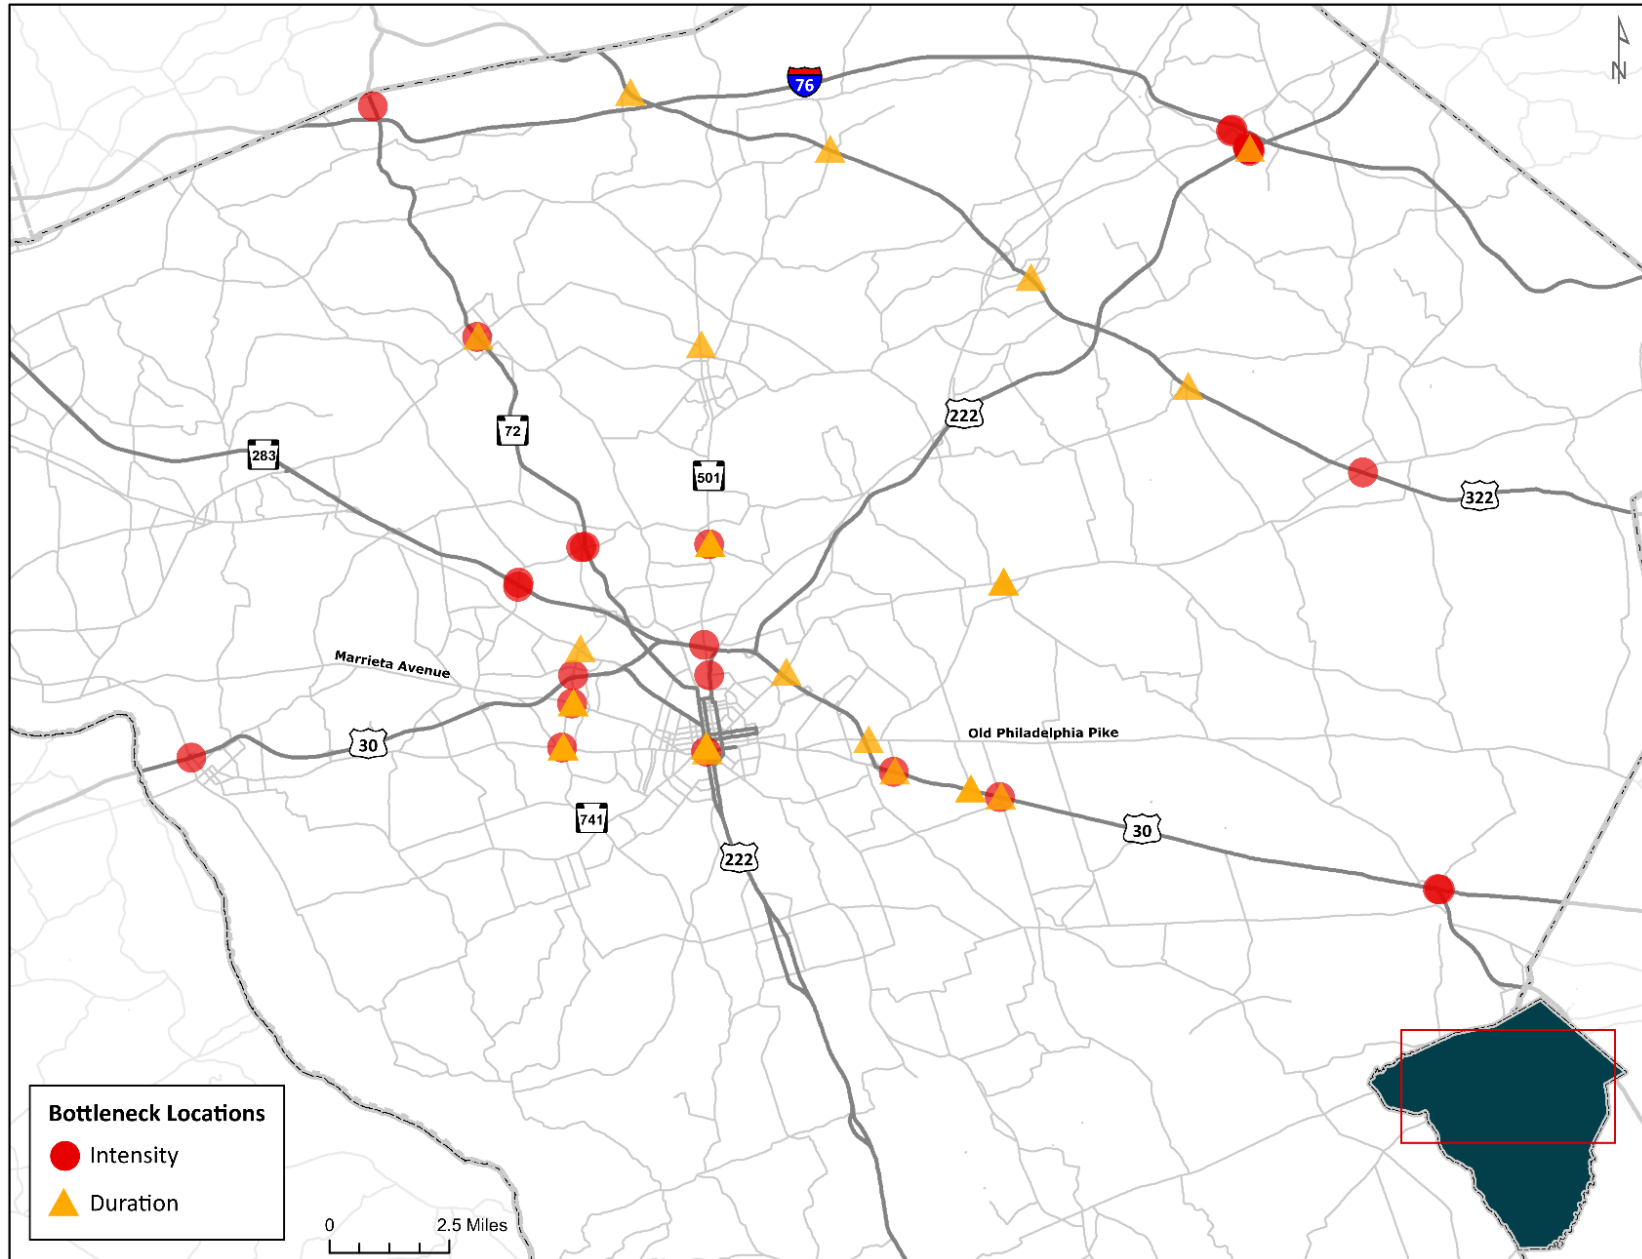 N
76
222
72
283
501
322
Marrieta Avenue
Old Philadelphia Pike
30
741
30
222
Bottleneck Locations
Intensity
Duration
0 2.5 Miles